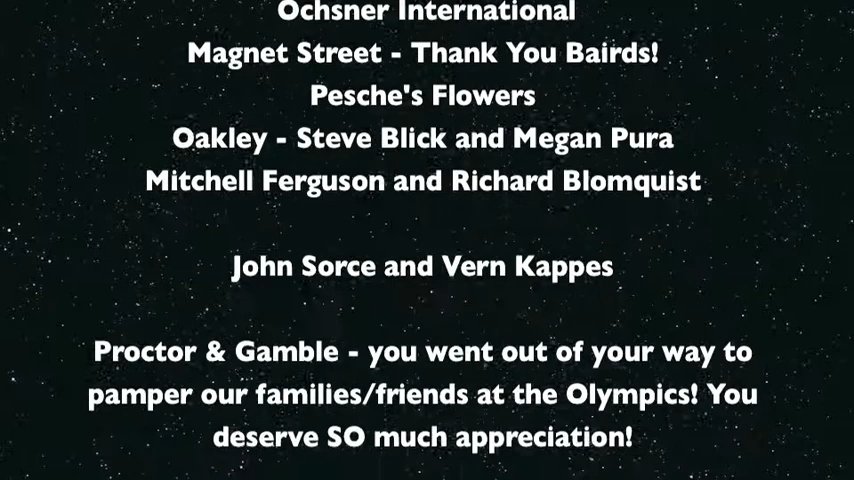 Ochsner International
Magnet Street - Thank You Bairds!
Pesche's Flowers
Oakley - Steve Blick and Megan Pura
Mitchell Ferguson and Richard Blomquist
John Sorce and Vern Kappes
Proctor & Gamble - you went out of your way to
pamper our families/friends at the Olympics! You
deserve SO much appreciation!